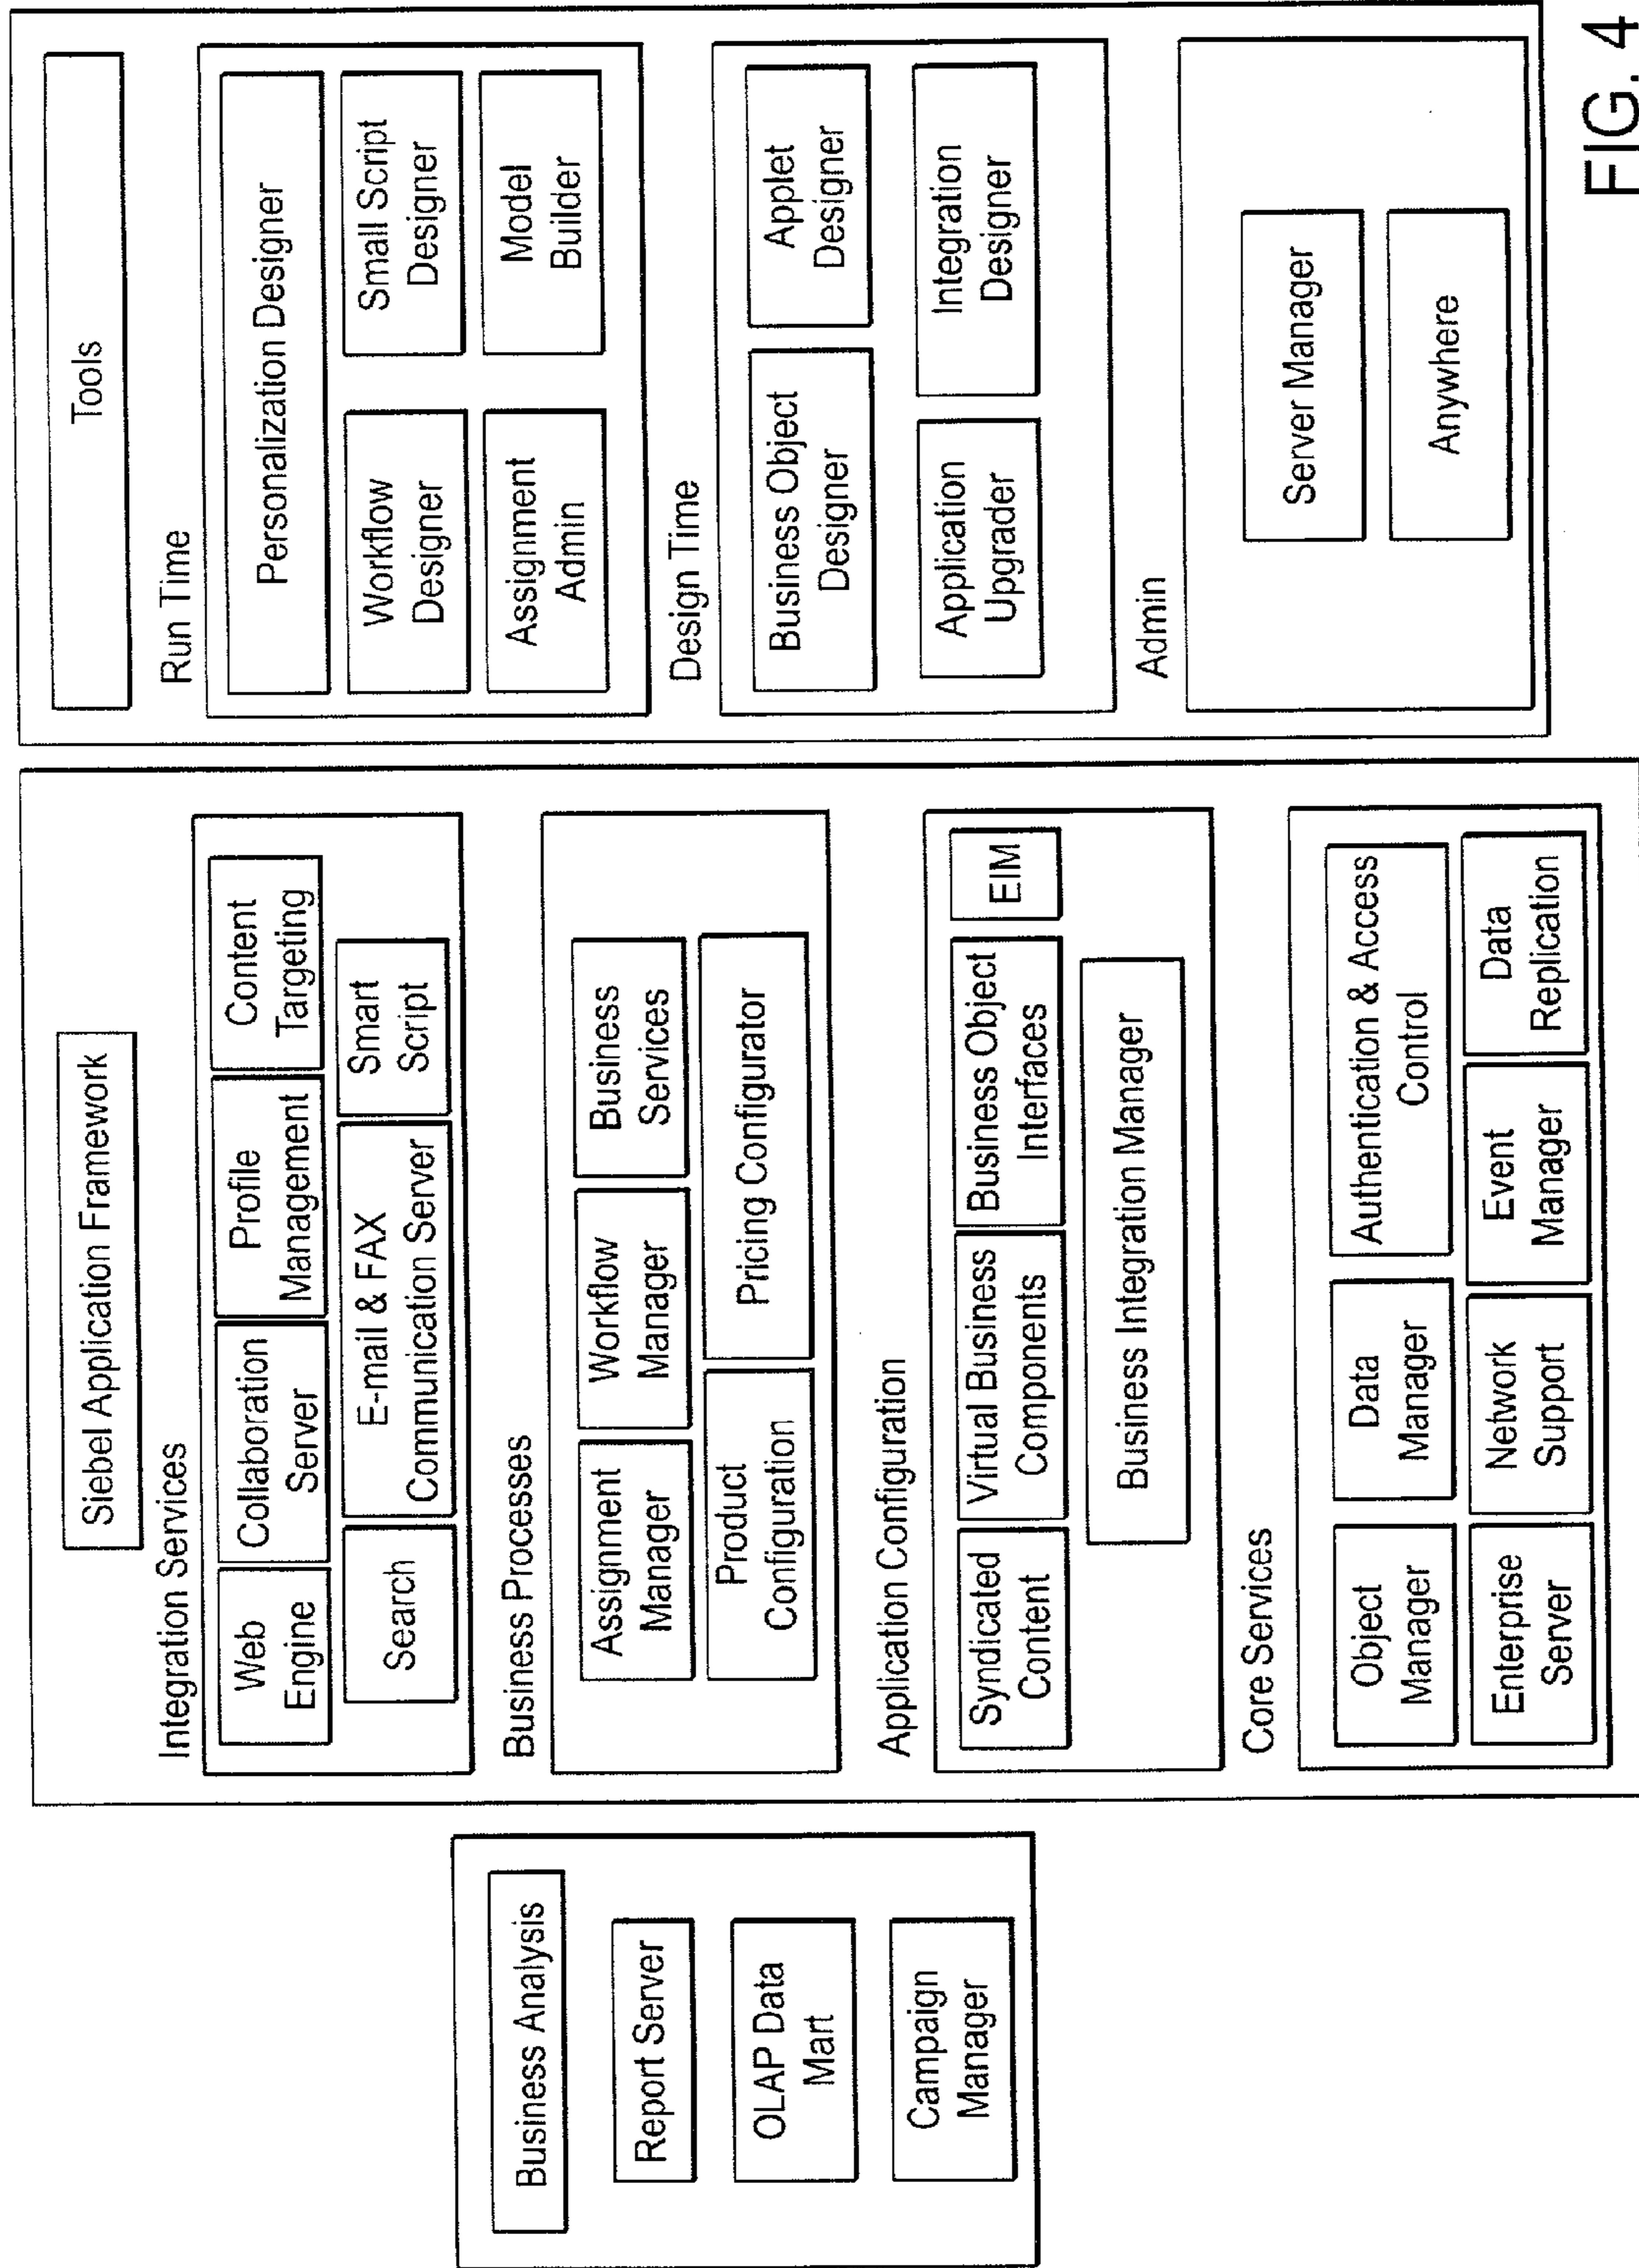 Business Analysis
Report Server
OLAP Data
Mart
Campaign
Manager
Siebel Application Framework
Integration Services
Web
Engine
Collaboration
Server
Profile
Management
Content
Targeting
Search
E-mail & FAX
Communication Server
Smart
Script
Business Processes
Assignment
Manager
Workflow
Manager
Business
Services
Product
Configuration
Pricing Configurator
Application Configuration
Syndicated
Content
Virtual Business
Components
Business Object
Interfaces
EIM
Business Integration Manager
Core Services
Object
Manager
Data
Manager
Authentication & Access
Control
Enterprise
Server
Network
Support
Event
Manager
Data
Replication
Tools
Run Time
Personalization Designer
Workflow
Designer
Small Script
Designer
Assignment
Admin
Model
Builder
Design Time
Business Object
Designer
Applet
Designer
Application
Upgrader
Integration
Designer
Admin
Server Manager
Anywhere
FIG. 4